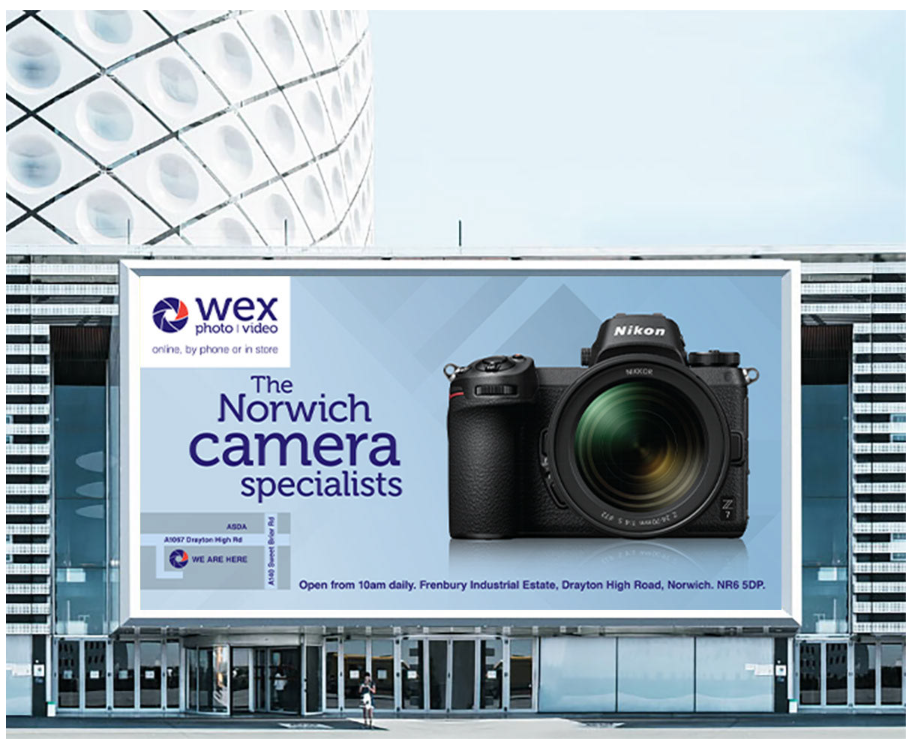 wex
photo | video
online, by phone or in store
The
Norwich
camera
specialists
ASDA
A1067 Drayton High Rd
WE ARE HERE
A140 Sweet Briar Rd
Nikon
NIKKOR
Z
7
Open from 10am daily. Frenbury Industrial Estate, Drayton High Road, Norwich. NR6 5DP.